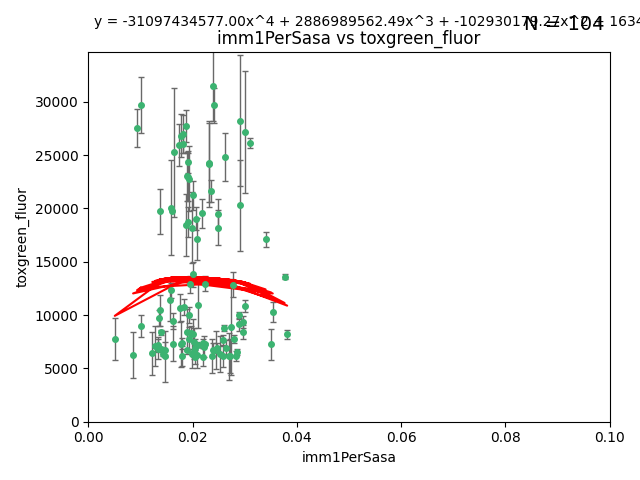 y = -31097434577.00x^4 + 2886989562.49x^3 + 
N = 104
imm1PerSasa vs toxgreen_fluor
30000
25000
20000
15000
10000
5000
0
toxgreen_fluor
0.00 0.02 0.04 0.06 0.08 0.10
imm1PerSasa